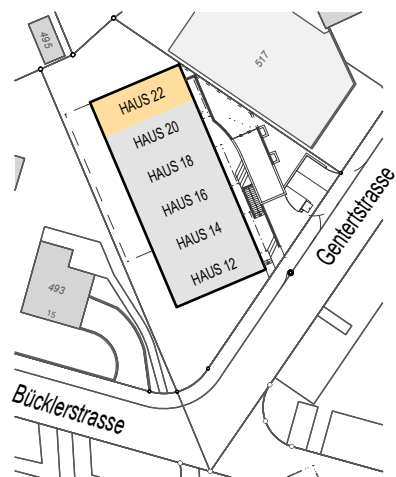 495
517
HAUS 22
HAUS 20
HAUS 18
HAUS 16
HAUS 14
HAUS 12
Gentertstrasse
493
15
Bücklerstrasse